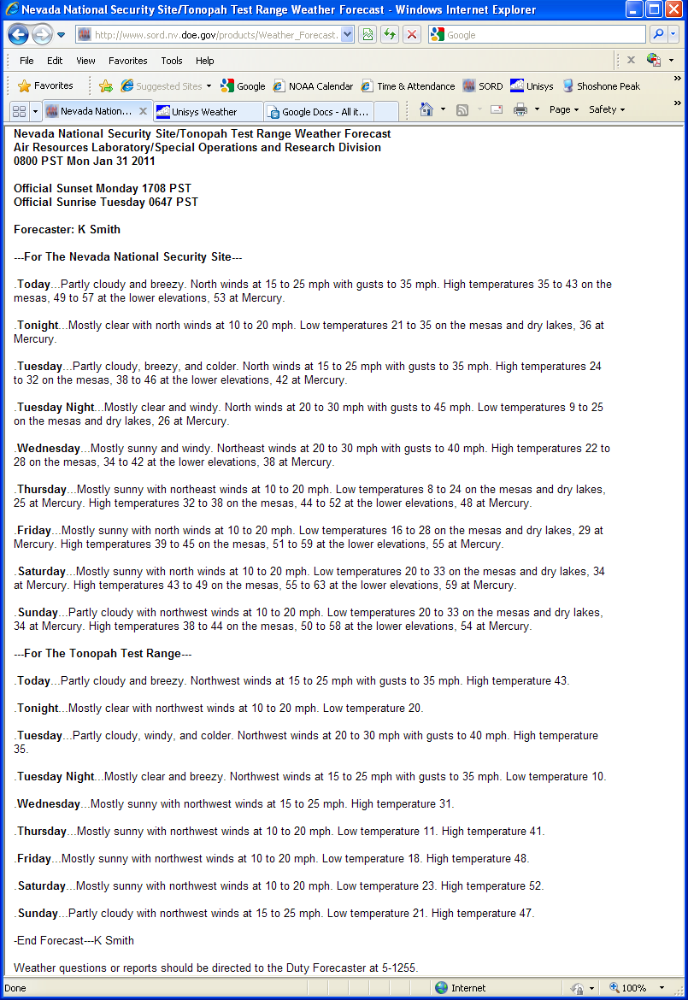 Nevada National Security Site/Tonopah Test Range Weather Forecast - Windows Internet Explorer
http://www.sord.nv.doe.gov/products/Weather_Forecast.
Google
File Edit View Favorites Tools Help
Favorites Suggested Sites Google NOAA Calendar Time & Attendance SORD Unisys Shoshone Peak
Nevada Nation... Unisys Weather Google Docs - All it... Page Safety
Nevada National Security Site/Tonopah Test Range Weather Forecast
Air Resources Laboratory/Special Operations and Research Division
0800 PST Mon Jan 31 2011
Official Sunset Monday 1708 PST
Official Sunrise Tuesday 0647 PST
Forecaster: K Smith
---For The Nevada National Security Site---
.Today...Partly cloudy and breezy. North winds at 15 to 25 mph with gusts to 35 mph. High temperatures 35 to 43 on the
mesas, 49 to 57 at the lower elevations, 53 at Mercury.
.Tonight...Mostly clear with north winds at 10 to 20 mph. Low temperatures 21 to 35 on the mesas and dry lakes, 36 at
Mercury.
.Tuesday...Partly cloudy, breezy, and colder. North winds at 15 to 25 mph with gusts to 35 mph. High temperatures 24
to 32 on the mesas, 38 to 46 at the lower elevations, 42 at Mercury.
.Tuesday Night...Mostly clear and windy. North winds at 20 to 30 mph with gusts to 45 mph. Low temperatures 9 to 25
on the mesas and dry lakes, 26 at Mercury.
.Wednesday...Mostly sunny and windy. Northeast winds at 20 to 30 mph with gusts to 40 mph. High temperatures 22 to
28 on the mesas, 34 to 42 at the lower elevations, 38 at Mercury.
.Thursday...Mostly sunny with northeast winds at 10 to 20 mph. Low temperatures 8 to 24 on the mesas and dry lakes,
25 at Mercury. High temperatures 32 to 38 on the mesas, 44 to 52 at the lower elevations, 48 at Mercury.
.Friday...Mostly sunny with north winds at 10 to 20 mph. Low temperatures 16 to 28 on the mesas and dry lakes, 29 at
Mercury. High temperatures 39 to 45 on the mesas, 51 to 59 at the lower elevations, 55 at Mercury.
.Saturday...Mostly sunny with north winds at 10 to 20 mph. Low temperatures 20 to 33 on the mesas and dry lakes, 34
at Mercury. High temperatures 43 to 49 on the mesas, 55 to 63 at the lower elevations, 59 at Mercury.
.Sunday...Partly cloudy with northwest winds at 10 to 20 mph. Low temperatures 20 to 33 on the mesas and dry lakes,
34 at Mercury. High temperatures 38 to 44 on the mesas, 50 to 58 at the lower elevations, 54 at Mercury.
---For The Tonopah Test Range---
.Today...Partly cloudy and breezy. Northwest winds at 15 to 25 mph with gusts to 35 mph. High temperature 43.
.Tonight...Mostly clear with northwest winds at 10 to 20 mph. Low temperature 20.
.Tuesday...Partly cloudy, windy, and colder. Northwest winds at 20 to 30 mph with gusts to 40 mph. High temperature
35.
.Tuesday Night...Mostly clear and breezy. Northwest winds at 15 to 25 mph with gusts to 35 mph. Low temperature 10.
.Wednesday...Mostly sunny with northwest winds at 15 to 25 mph. High temperature 31.
.Thursday...Mostly sunny with northwest winds at 10 to 20 mph. Low temperature 11. High temperature 41.
.Friday...Mostly sunny with northwest winds at 10 to 20 mph. Low temperature 18. High temperature 48.
.Saturday...Mostly sunny with northwest winds at 10 to 20 mph. Low temperature 23. High temperature 52.
.Sunday...Partly cloudy with northwest winds at 15 to 25 mph. Low temperature 21. High temperature 47.
-End Forecast---K Smith
Weather questions or reports should be directed to the Duty Forecaster at 5-1255.
Done Internet 100%